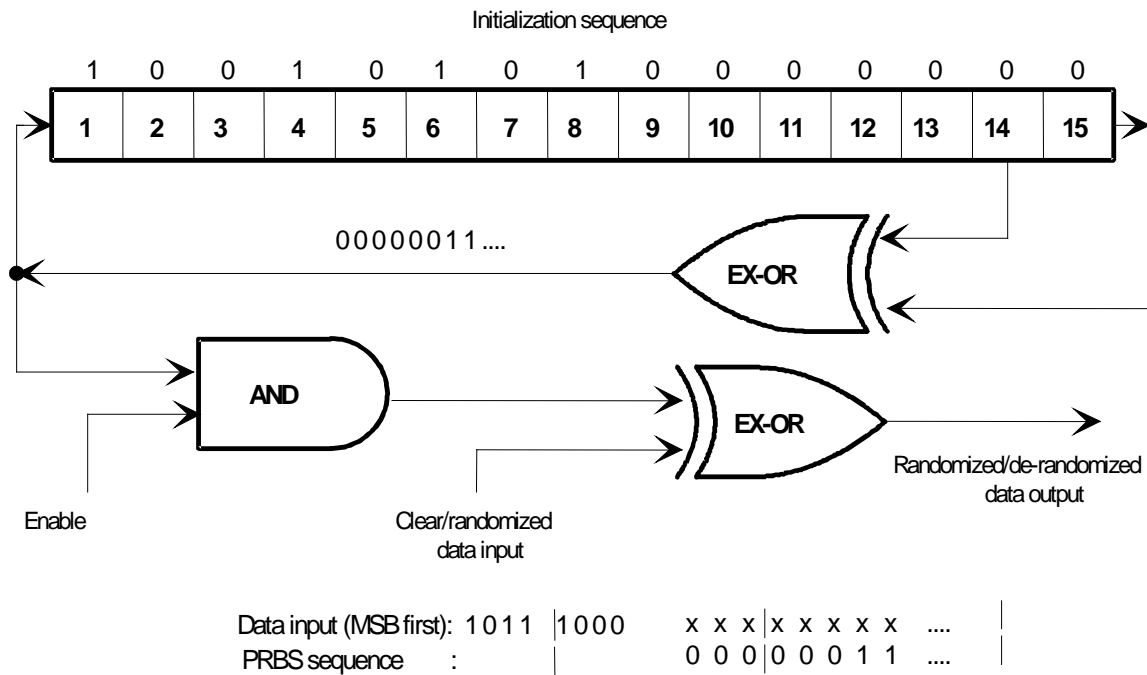 Initialization sequence
1 0 0 1 0 1 0 1 0 0 0 0 0 0 0
1 2 3 4 5 6 7 8 9 10 11 12 13 14 15
00000011....
EX-OR
AND
EX-OR
Randomized/de-randomized
data output
Enable
Clear/randomized
data input
Data input (MSB first): 1011 |1000 x x x|x x x x x .... |
PRBS sequence : | 0 0 0|0 0 0 1 1 .... |